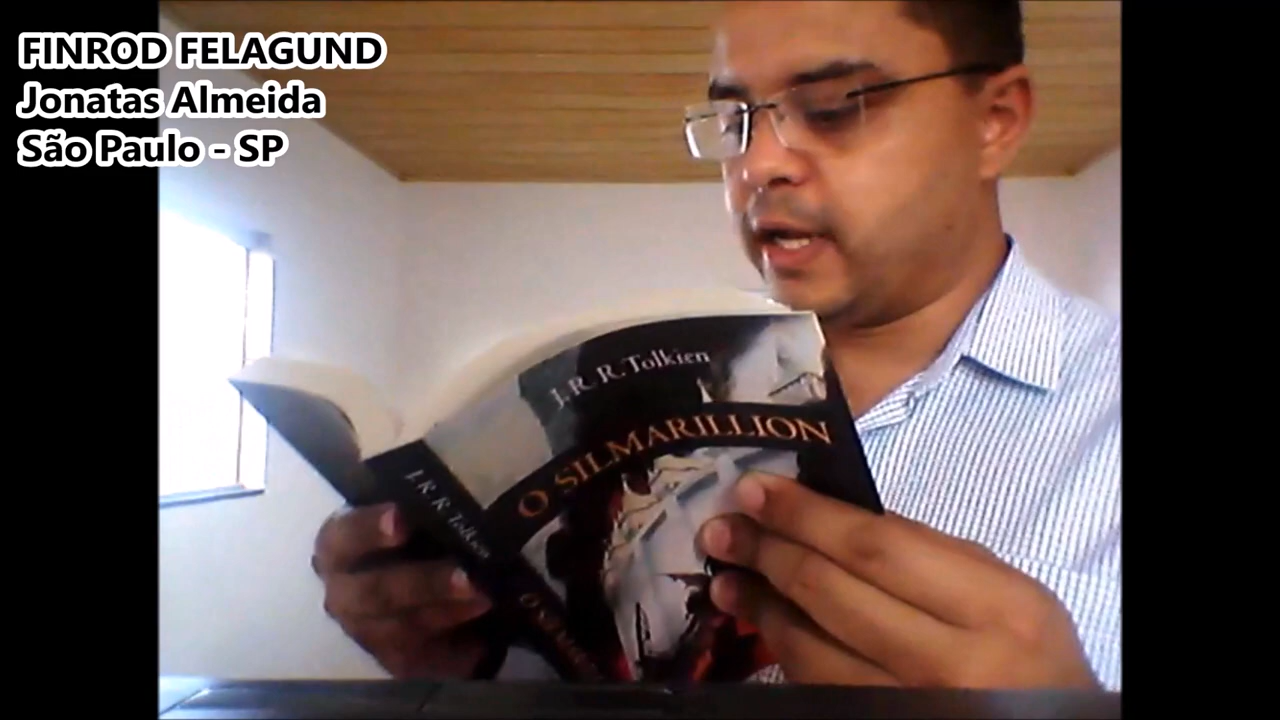 FINROD FELAGUND
Jonatas Almeida
São Paulo - SP
J. R. R. Tolkien
O SILMARILLION
J. R. R. Tolkien